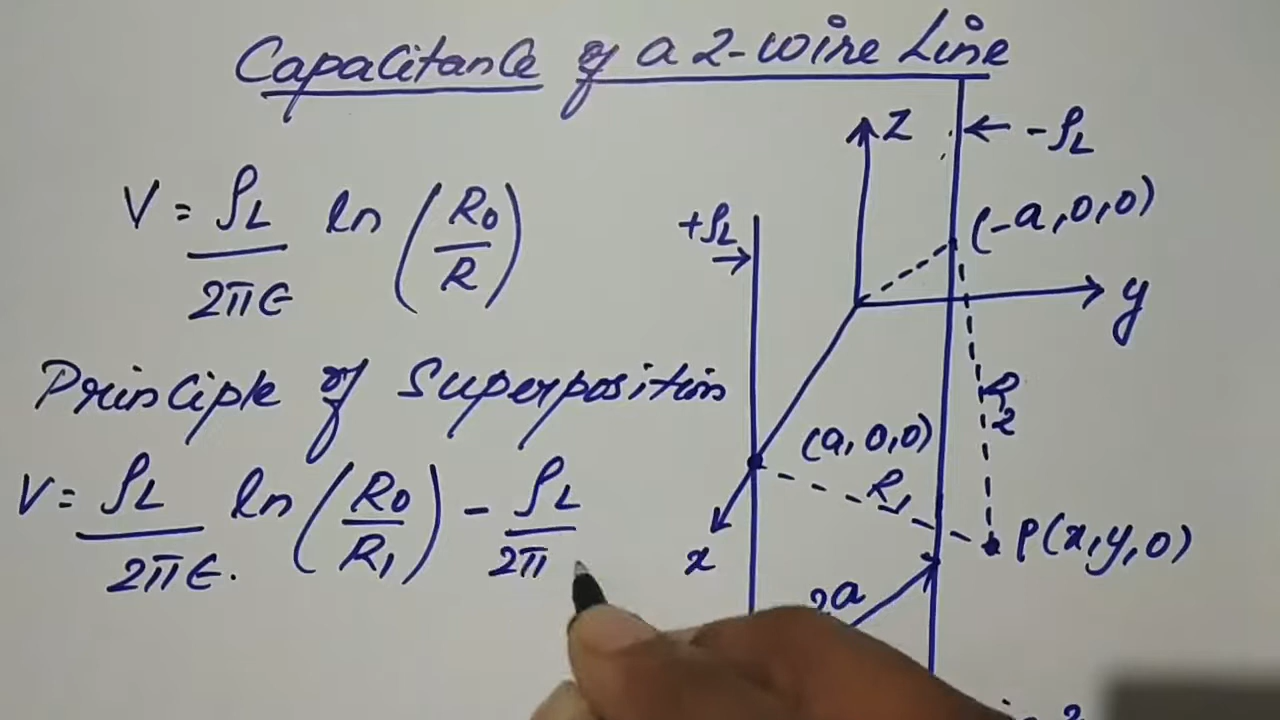 Capacitance of a 2-wire Line
V = ρL / 2πϵ ln (R0 / R)
Principle of Superposition
V = ρL / 2πϵ. ln (R0 / R1) - ρL / 2π
z
← -ρL
(-a, 0, 0)
+ρL →
y
R2
(a, 0, 0)
R1
P(x, y, 0)
x
2a